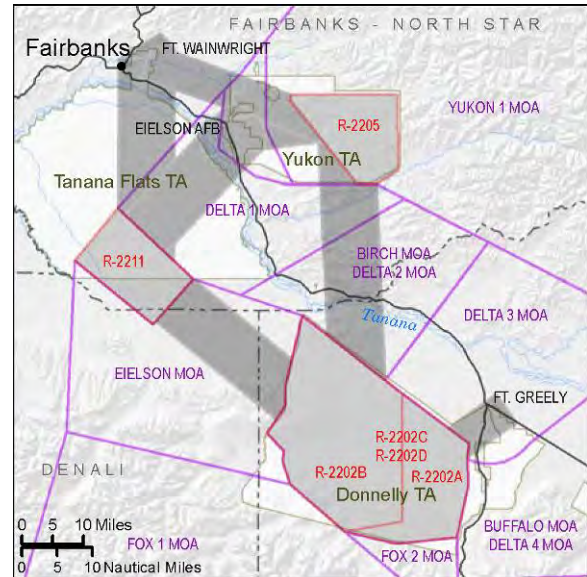 FAIRBANKS - NORTH STAR
Fairbanks
FT. WAINWRIGHT
YUKON 1 MOA
R-2205
EIELSON AFB
Yukon TA
Tanana Flats TA
DELTA 1 MOA
BIRCH MOA
DELTA 2 MOA
R-2211
Tanana
DELTA 3 MOA
EIELSON MOA
FT. GREELY
R-2202C
R-2202D
R-2202B
R-2202A
DENALI
Donnelly TA
BUFFALO MOA
DELTA 4 MOA
FOX 1 MOA
FOX 2 MOA
0 5 10 Miles
0 5 10 Nautical Miles